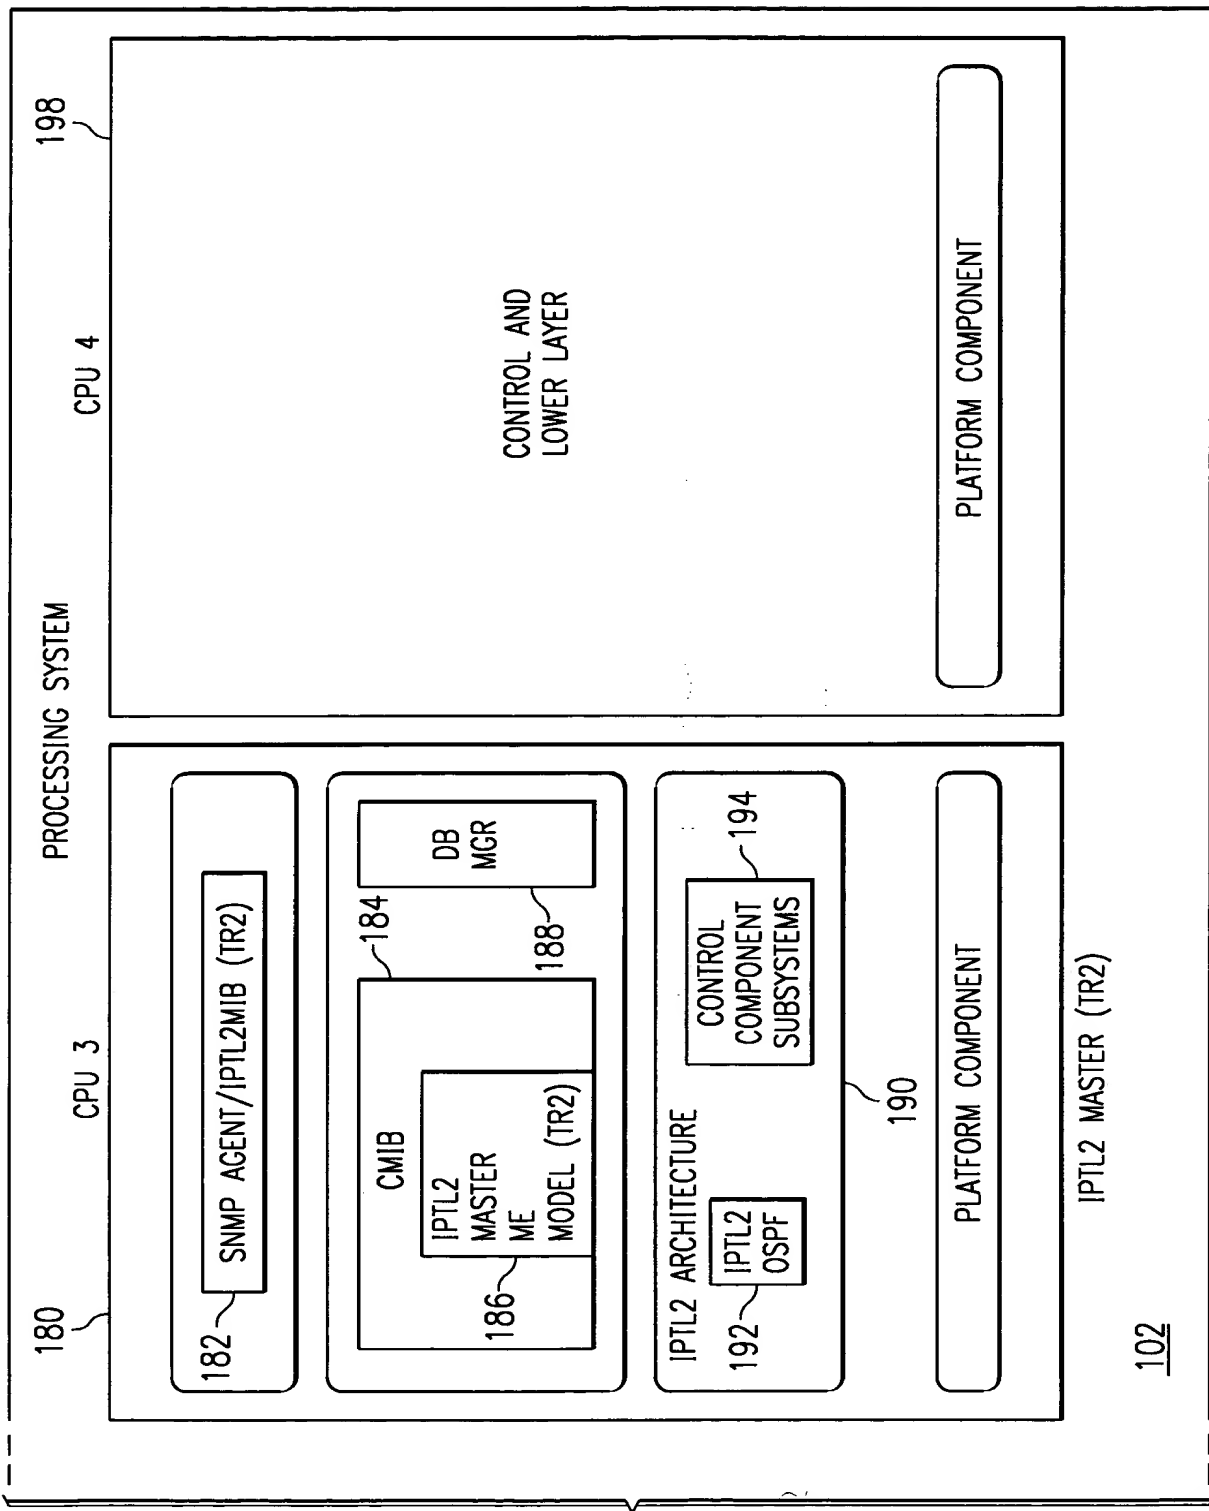 PROCESSING SYSTEM
CPU 3
180
182
SNMP AGENT/IPTL2MIB (TR2)
184
CMIB
IPTL2
MASTER
ME
MODEL (TR2)
186
DB
MGR
188
IPTL2 ARCHITECTURE
IPTL2
OSPF
192
CONTROL
COMPONENT
SUBSYSTEMS
194
190
PLATFORM COMPONENT
IPTL2 MASTER (TR2)
CPU 4
198
CONTROL AND
LOWER LAYER
PLATFORM COMPONENT
102